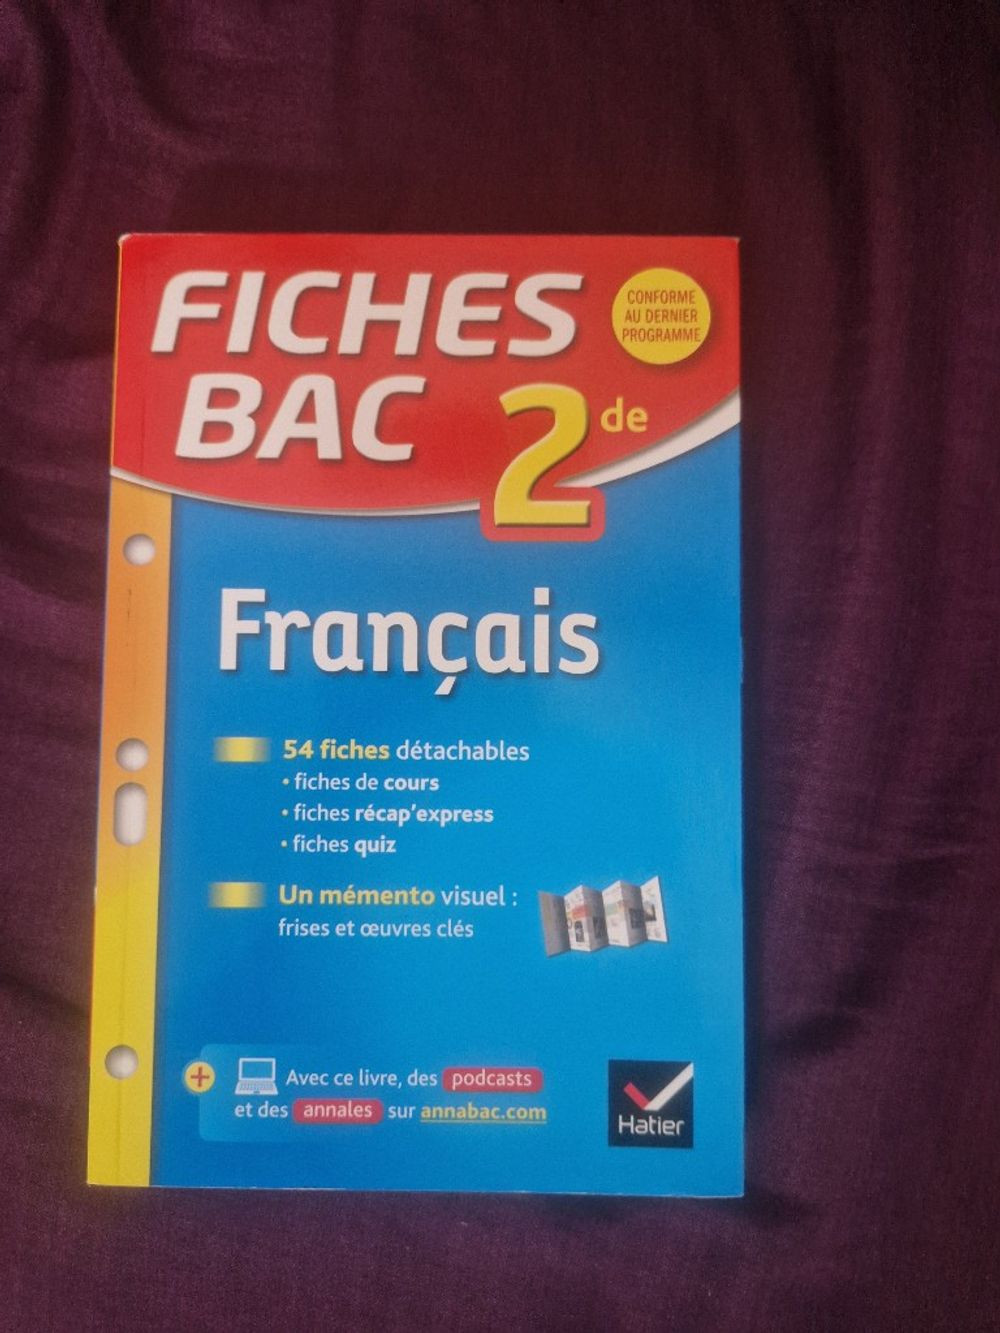 FICHES
BAC 2de
CONFORME
AU DERNIER
PROGRAMME
Français
54 fiches détachables
• fiches de cours
• fiches récap'express
• fiches quiz
Un mémento visuel :
frises et œuvres clés
+ Avec ce livre, des podcasts
et des annales sur annabac.com
Hatier